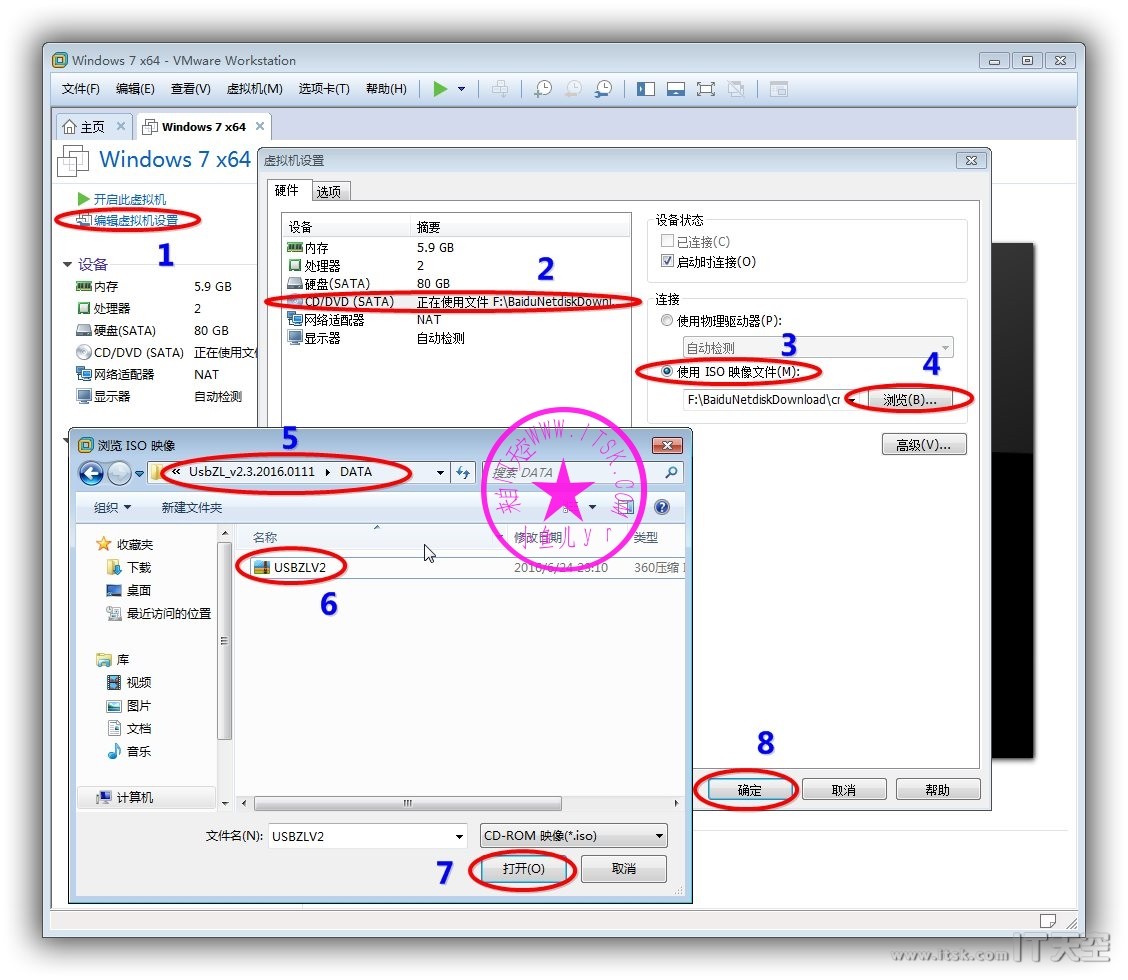 Windows 7 x64 - VMware Workstation
文件(F) 编辑(E) 查看(V) 虚拟机(M) 选项卡(T) 帮助(H)
主页 Windows 7 x64
Windows 7 x64
开启此虚拟机
编辑虚拟机设置
1
设备
内存 5.9 GB
处理器 2
硬盘(SATA) 80 GB
CD/DVD (SATA) 正在使用文件
网络适配器 NAT
显示器 自动检测
虚拟机设置
硬件 选项
设备 摘要
内存 5.9 GB
处理器 2
2
硬盘(SATA) 80 GB
CD/DVD (SATA) 正在使用文件 F:\BaiduNetdiskDownl
网络适配器 NAT
显示器 自动检测
设备状态
已连接(C)
启动时连接(O)
连接
使用物理驱动器(P):
自动检测
3
使用 ISO 映像文件(M):
4
F:\BaiduNetdiskDownload\cr
浏览(B)...
高级(V)...
浏览 ISO 映像
5
« UsbZL_v2.3.2016.0111 DATA
搜索 DATA
组织 新建文件夹
名称 修改日期 类型
USBZLV2 2016/6/24 23:10 360压缩
6
收藏夹
下载
桌面
最近访问的位置
库
视频
图片
文档
音乐
计算机
文件名(N): USBZLV2 CD-ROM 映像(*.iso)
7
打开(O) 取消
8
确定 取消 帮助
来自IT天空WWW.ITSK.COM
小鱼儿yr
www.itsk.com IT天空